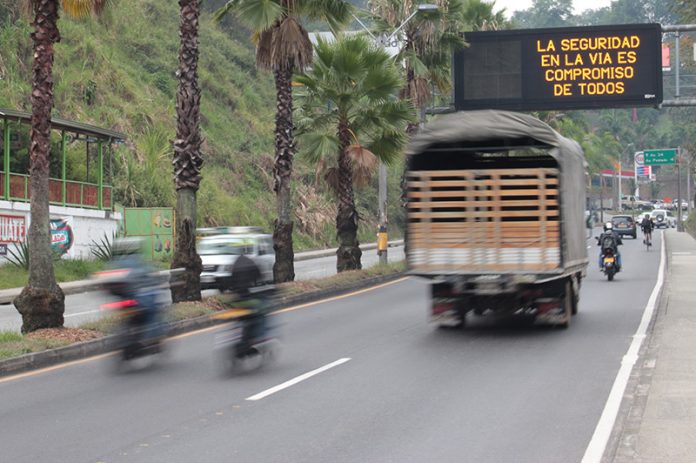 LA SEGURIDAD
EN LA VIA ES
COMPROMISO
DE TODOS